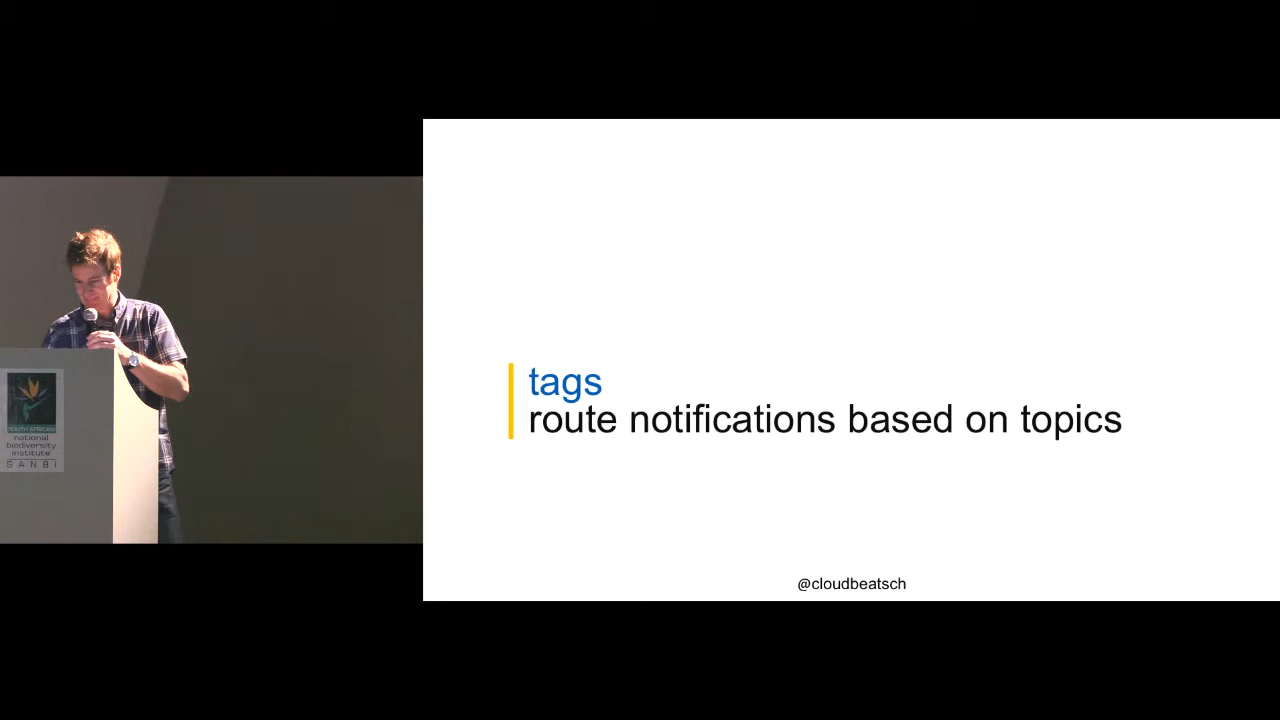 SOUTH AFRICAN
national
biodiversity
institute
SANBI
tags
route notifications based on topics
@cloudbeatsch